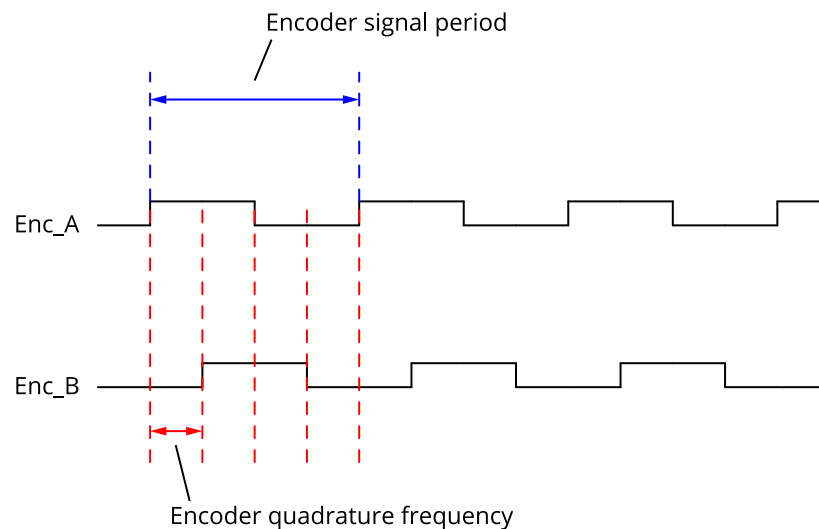 Encoder signal period
Enc_A
Enc_B
Encoder quadrature frequency